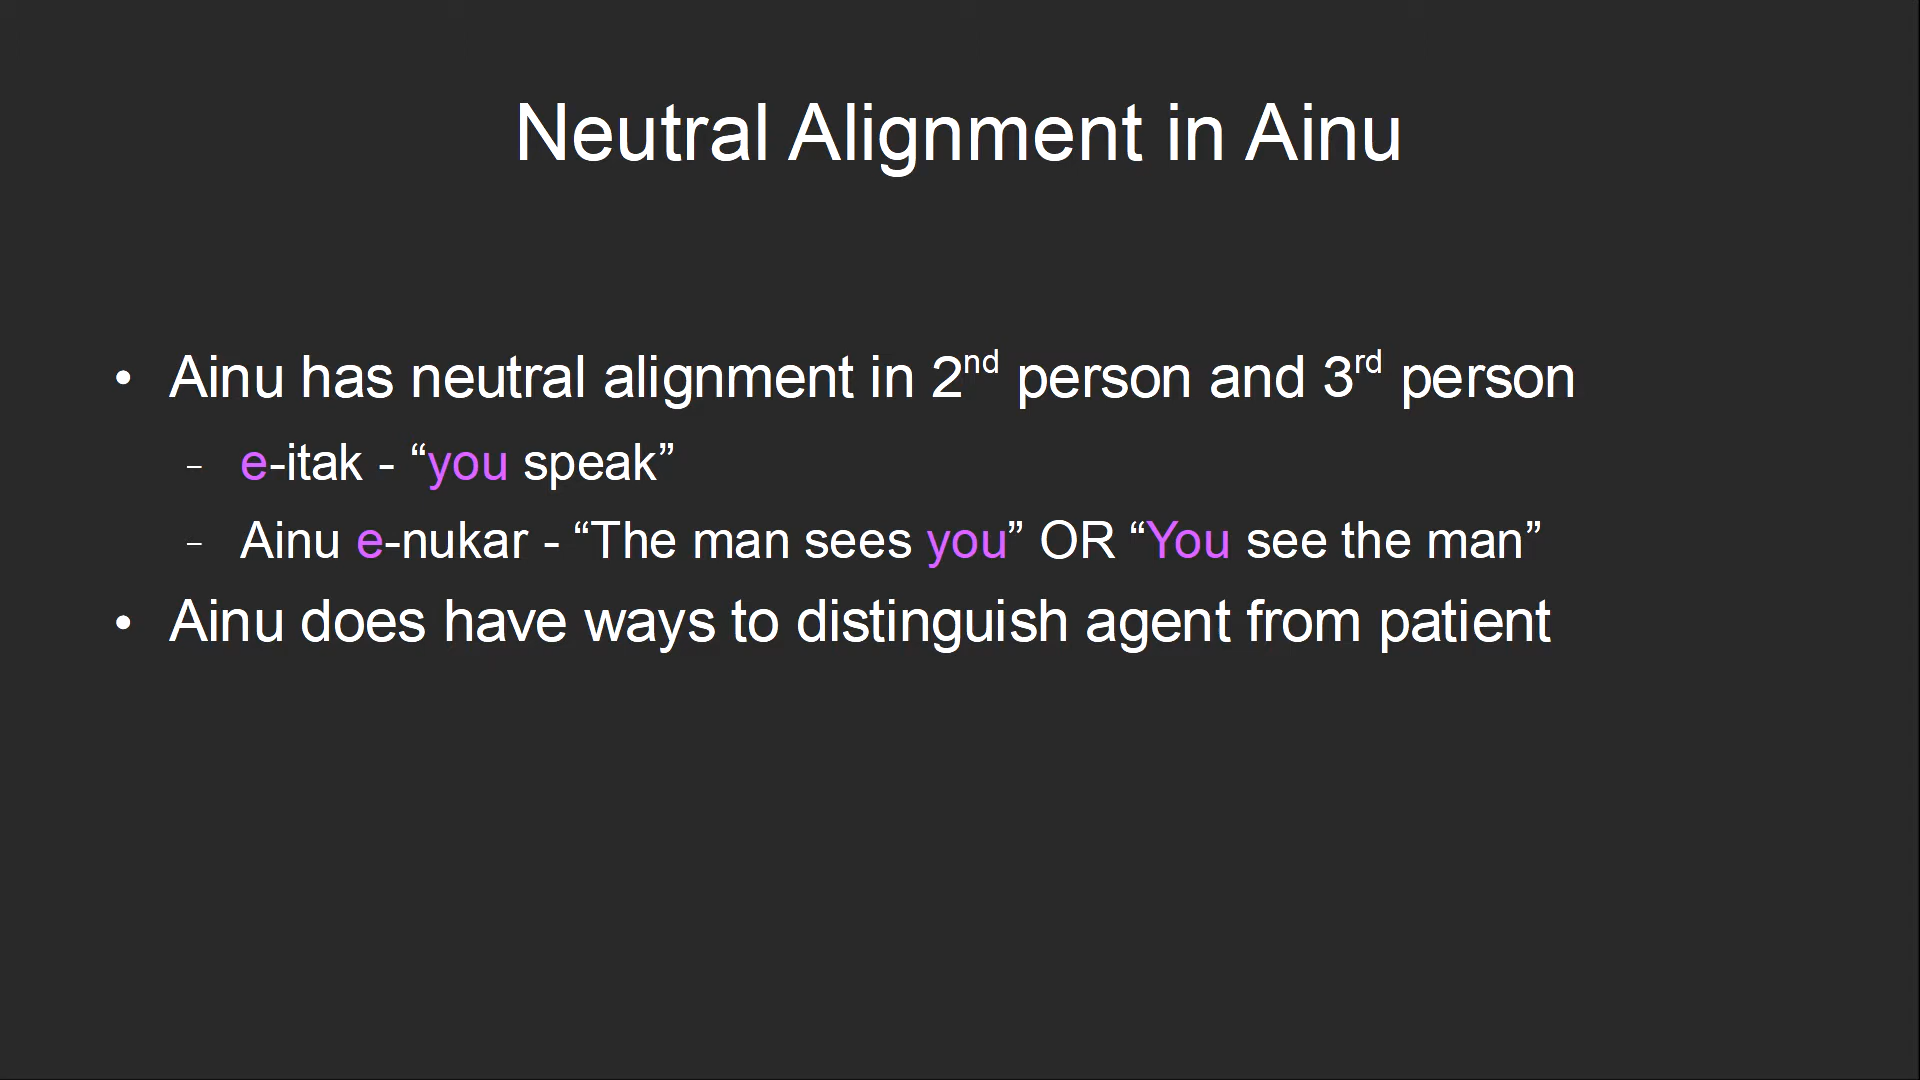 Neutral Alignment in Ainu
• Ainu has neutral alignment in 2nd person and 3rd person
– e-itak - “you speak”
– Ainu e-nukar - “The man sees you” OR “You see the man”
• Ainu does have ways to distinguish agent from patient